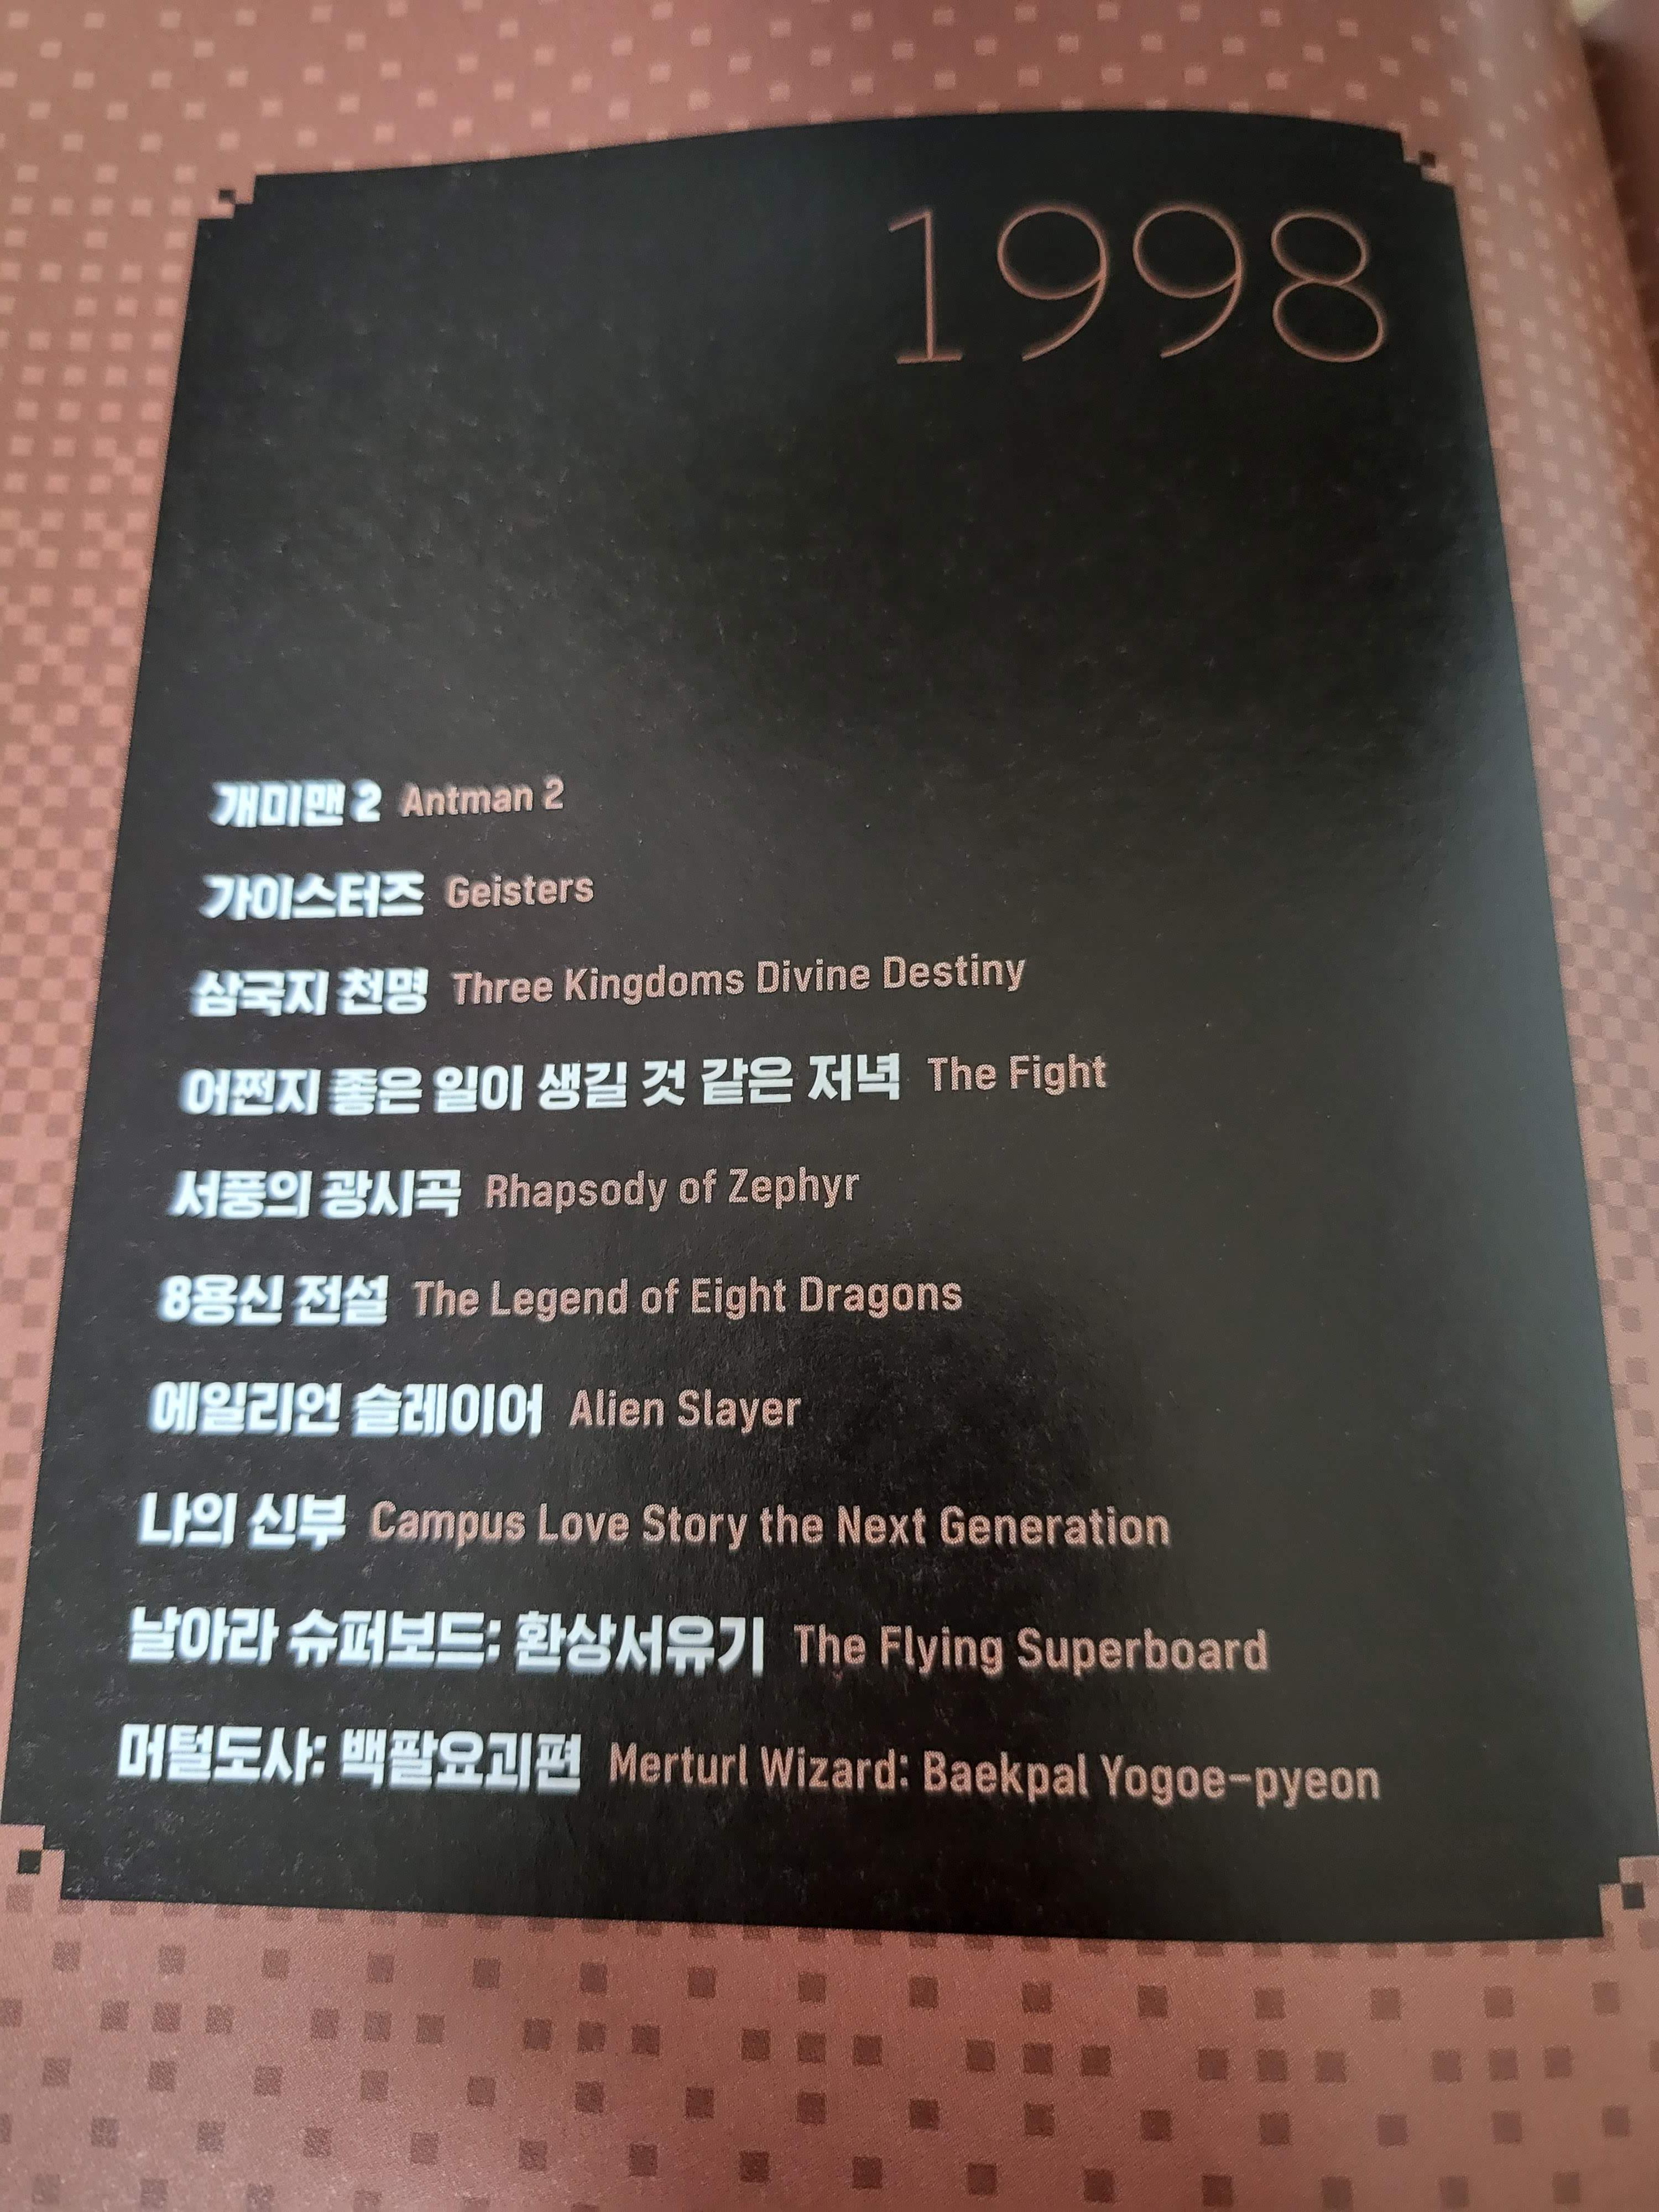 1998
개미맨 2 Antman 2
가이스터즈 Geisters
삼국지 천명 Three Kingdoms Divine Destiny
어쩐지 좋은 일이 생길 것 같은 저녁 The Fight
서풍의 광시곡 Rhapsody of Zephyr
8용신 전설 The Legend of Eight Dragons
에일리언 슬레이어 Alien Slayer
나의 신부 Campus Love Story the Next Generation
날아라 슈퍼보드: 환상서유기 The Flying Superboard
머털도사: 백팔요괴편 Merturl Wizard: Baekpal Yogoe-pyeon